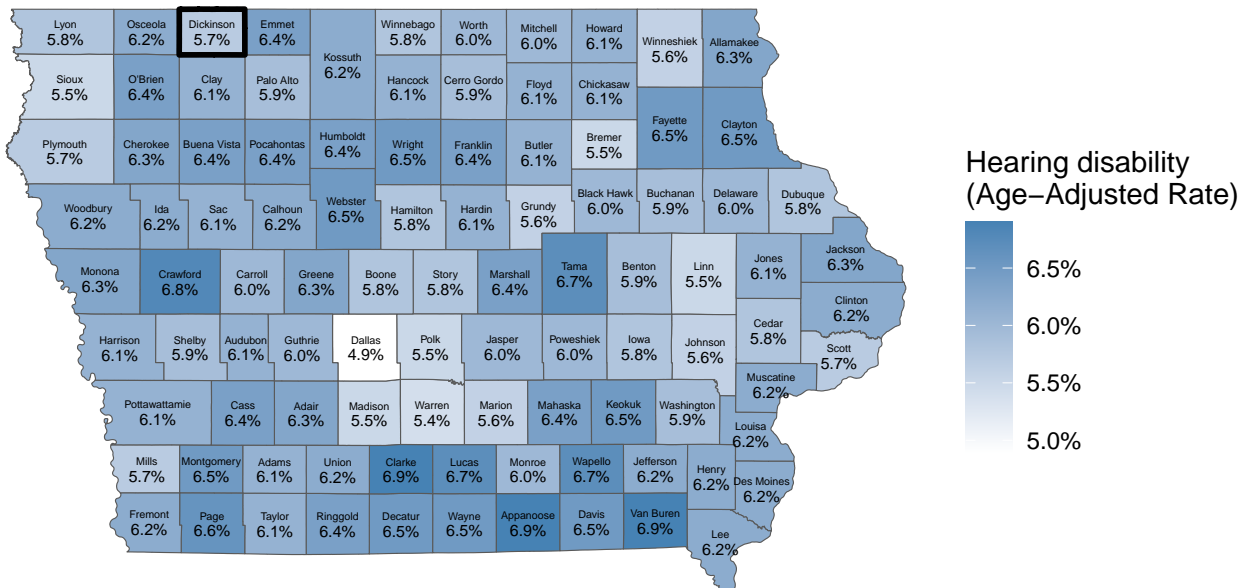 Lyon
5.8%
Osceola
6.2%
Dickinson
5.7%
Emmet
6.4%
Kossuth
6.2%
Winnebago
5.8%
Worth
6.0%
Mitchell
6.0%
Howard
6.1%
Winneshiek
5.6%
Allamakee
6.3%
Sioux
5.5%
O'Brien
6.4%
Clay
6.1%
Palo Alto
5.9%
Hancock
6.1%
Cerro Gordo
5.9%
Floyd
6.1%
Chickasaw
6.1%
Fayette
6.5%
Clayton
6.5%
Plymouth
5.7%
Cherokee
6.3%
Buena Vista
6.4%
Pocahontas
6.4%
Humboldt
6.4%
Wright
6.5%
Franklin
6.4%
Butler
6.1%
Bremer
5.5%
Woodbury
6.2%
Ida
6.2%
Sac
6.1%
Calhoun
6.2%
Webster
6.5%
Hamilton
5.8%
Hardin
6.1%
Grundy
5.6%
Black Hawk
6.0%
Buchanan
5.9%
Delaware
6.0%
Dubuque
5.8%
Monona
6.3%
Crawford
6.8%
Carroll
6.0%
Greene
6.3%
Boone
5.8%
Story
5.8%
Marshall
6.4%
Tama
6.7%
Benton
5.9%
Linn
5.5%
Jones
6.1%
Jackson
6.3%
Clinton
6.2%
Harrison
6.1%
Shelby
5.9%
Audubon
6.1%
Guthrie
6.0%
Dallas
4.9%
Polk
5.5%
Jasper
6.0%
Poweshiek
6.0%
Iowa
5.8%
Johnson
5.6%
Cedar
5.8%
Scott
5.7%
Muscatine
6.2%
Pottawattamie
6.1%
Cass
6.4%
Adair
6.3%
Madison
5.5%
Warren
5.4%
Marion
5.6%
Mahaska
6.4%
Keokuk
6.5%
Washington
5.9%
Louisa
6.2%
Mills
5.7%
Montgomery
6.5%
Adams
6.1%
Union
6.2%
Clarke
6.9%
Lucas
6.7%
Monroe
6.0%
Wapello
6.7%
Jefferson
6.2%
Henry
6.2%
Des Moines
6.2%
Fremont
6.2%
Page
6.6%
Taylor
6.1%
Ringgold
6.4%
Decatur
6.5%
Wayne
6.5%
Appanoose
6.9%
Davis
6.5%
Van Buren
6.9%
Lee
6.2%
Hearing disability
(Age−Adjusted Rate)
6.5%
6.0%
5.5%
5.0%